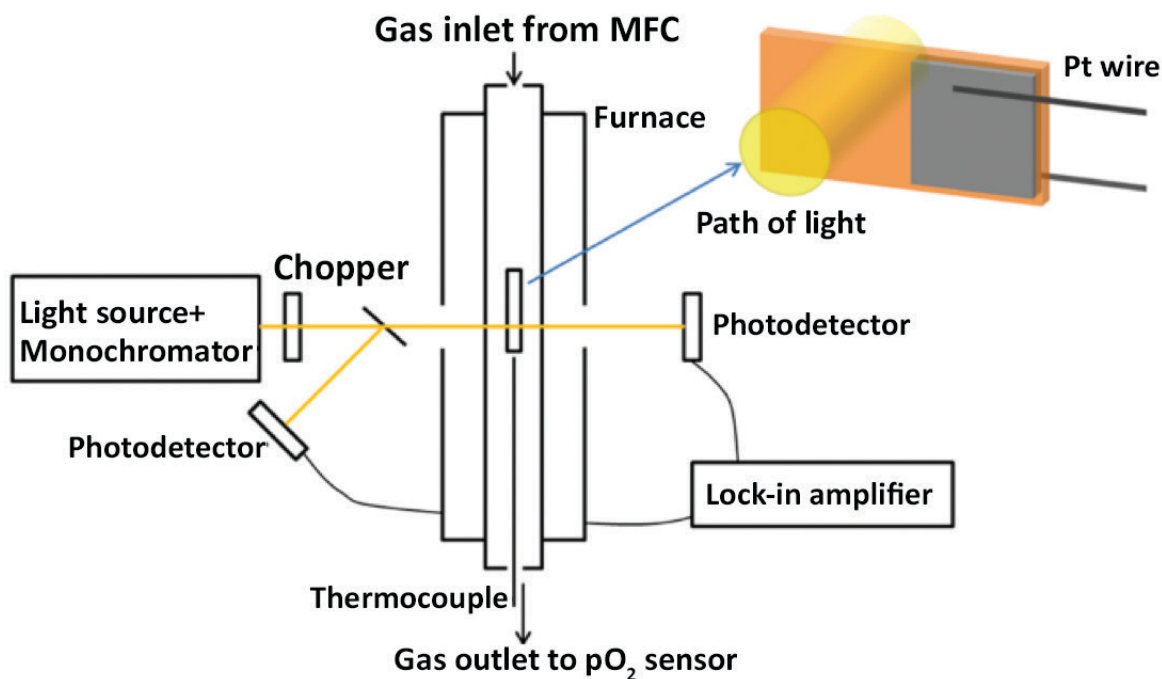 Gas inlet from MFC
Pt wire
Furnace
Path of light
Chopper
Light source+
Monochromator
Photodetector
Photodetector
Lock-in amplifier
Thermocouple
Gas outlet to pO₂ sensor